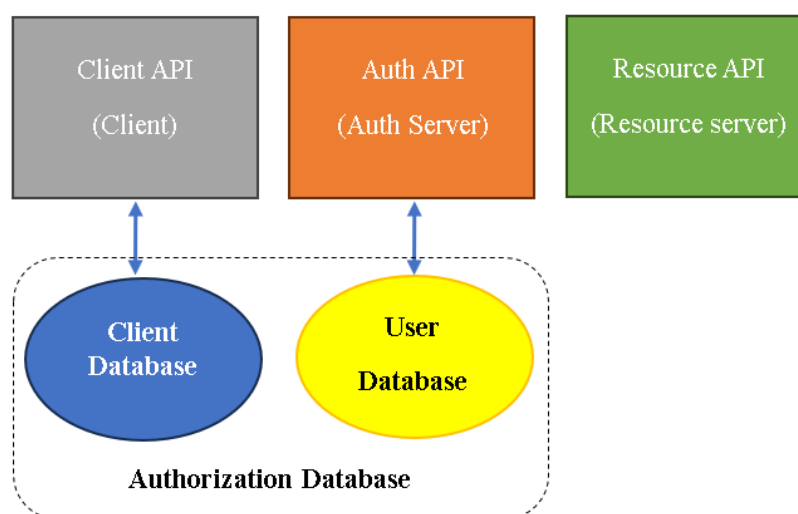 Client API
(Client)
Auth API
(Auth Server)
Resource API
(Resource server)
Client
Database
User
Database
Authorization Database